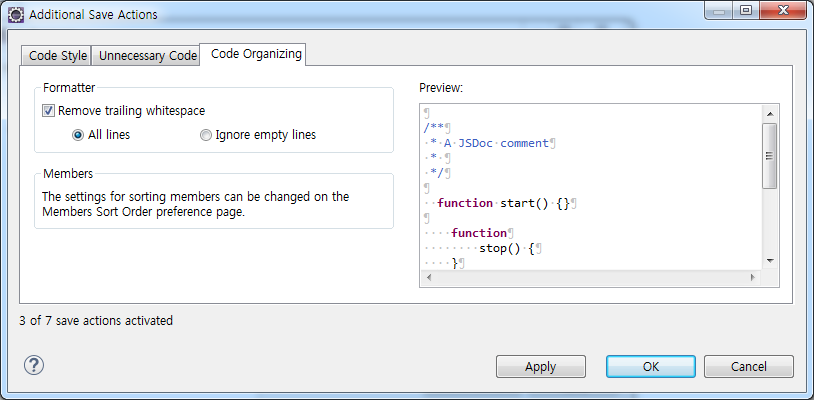 Additional Save Actions
Code Style
Unnecessary Code
Code Organizing
Formatter
Remove trailing whitespace
All lines
Ignore empty lines
Members
The settings for sorting members can be changed on the
Members Sort Order preference page.
Preview:
¶
/**¶
·*·A·JSDoc·comment¶
·*·¶
·*/¶
¶
··function·start()·{}¶
¶
····function¶
········stop()·{¶
····}¶
3 of 7 save actions activated
?
Apply
OK
Cancel